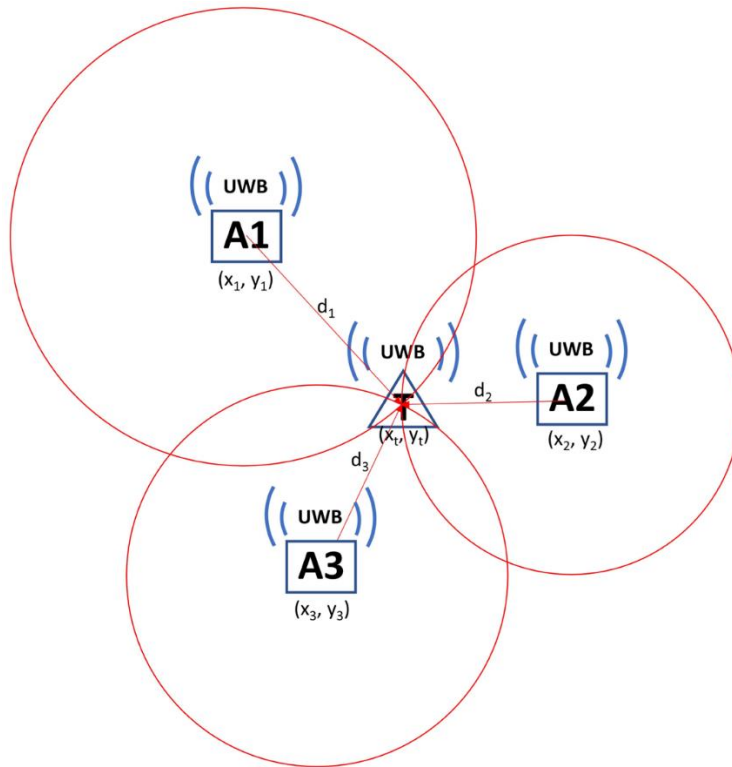 UWB
A1
(x₁, y₁)
d₁
UWB
T
(xₜ, yₜ)
d₂
UWB
A2
(x₂, y₂)
d₃
UWB
A3
(x₃, y₃)